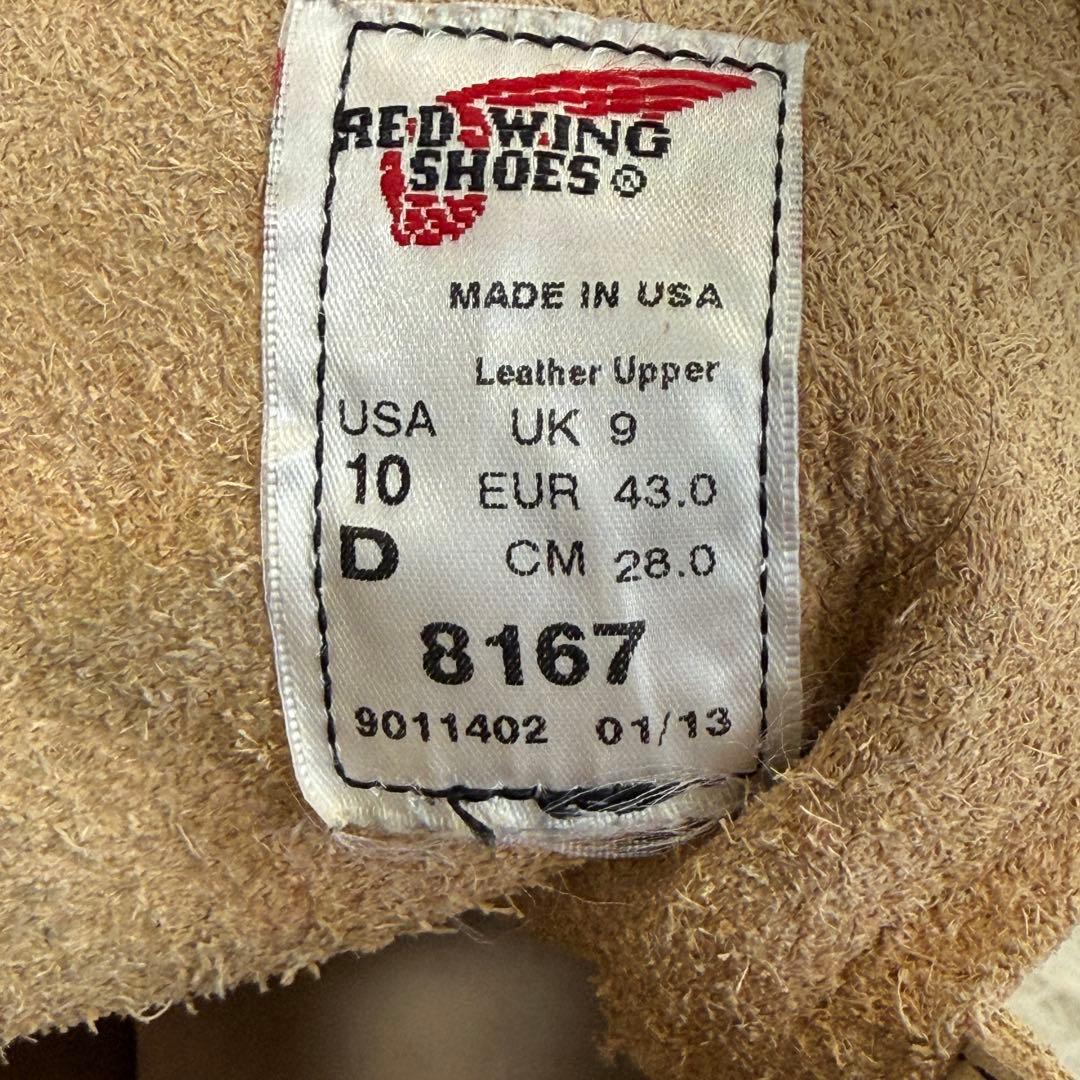 RED WING
SHOES®
MADE IN USA
Leather Upper
USA UK 9
10 EUR 43.0
D CM 28.0
8167
9011402 01/13